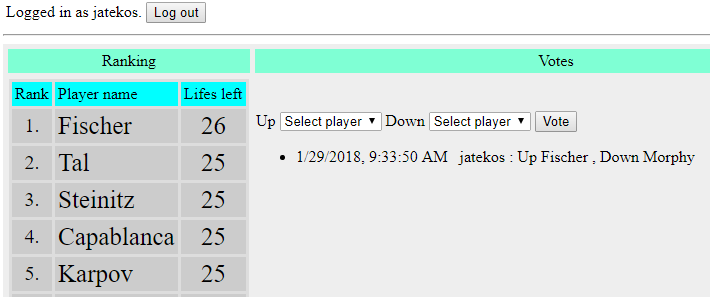 Logged in as jatekos. Log out
Ranking
Votes
Rank Player name Lifes left
1. Fischer 26
2. Tal 25
3. Steinitz 25
4. Capablanca 25
5. Karpov 25
Up Select player Down Select player Vote
1/29/2018, 9:33:50 AM jatekos : Up Fischer , Down Morphy